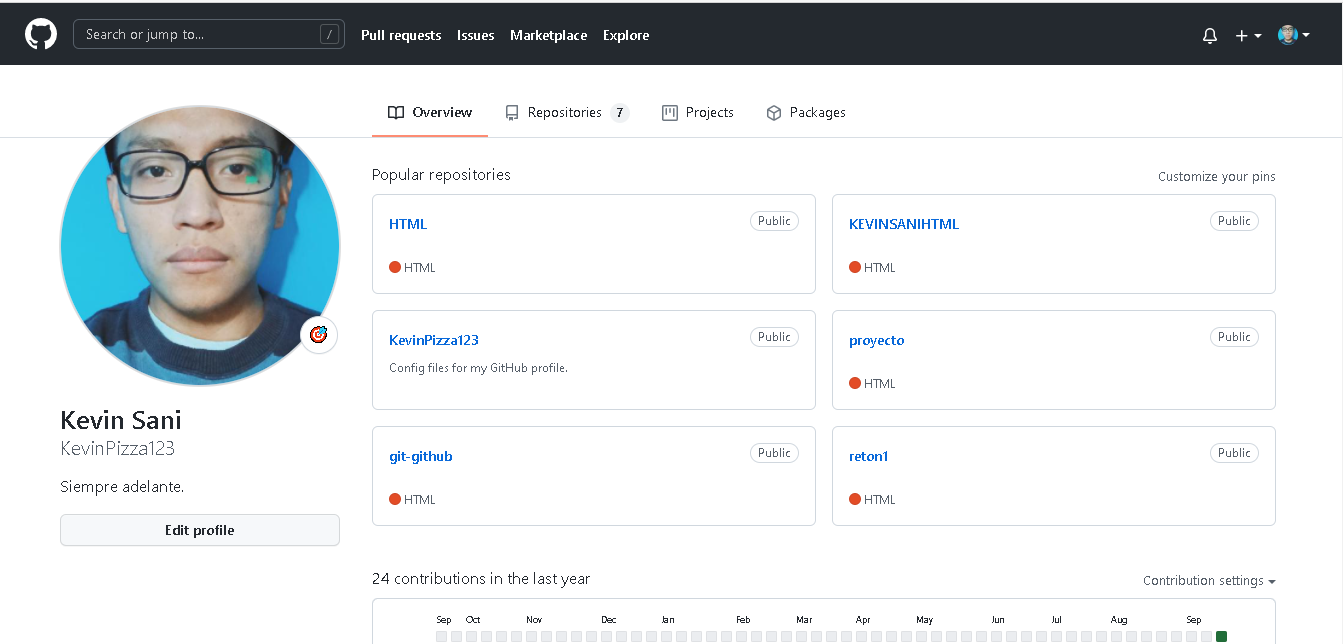 Search or jump to... /
Pull requests
Issues
Marketplace
Explore
Overview
Repositories 7
Projects
Packages
Popular repositories
Customize your pins
HTML
Public
HTML
KEVINSANIHTML
Public
HTML
KevinPizza123
Public
Config files for my GitHub profile.
proyecto
Public
HTML
git-github
Public
HTML
reton1
Public
HTML
Kevin Sani
KevinPizza123
Siempre adelante.
Edit profile
24 contributions in the last year
Contribution settings
Sep Oct Nov Dec Jan Feb Mar Apr May Jun Jul Aug Sep